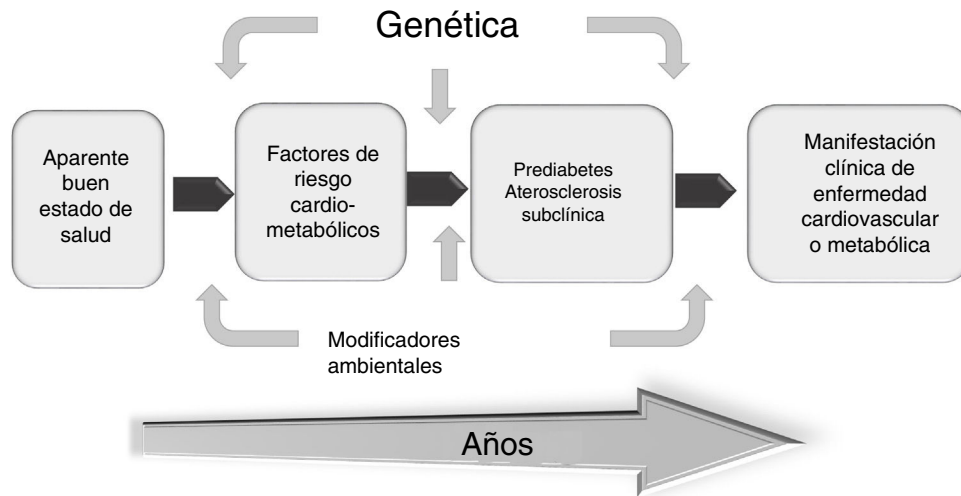 Genética
Aparente
buen
estado de
salud
Factores de
riesgo
cardio-
metabólicos
Prediabetes
Aterosclerosis
subclínica
Manifestación
clínica de
enfermedad
cardiovascular
o metabólica
Modificadores
ambientales
Años